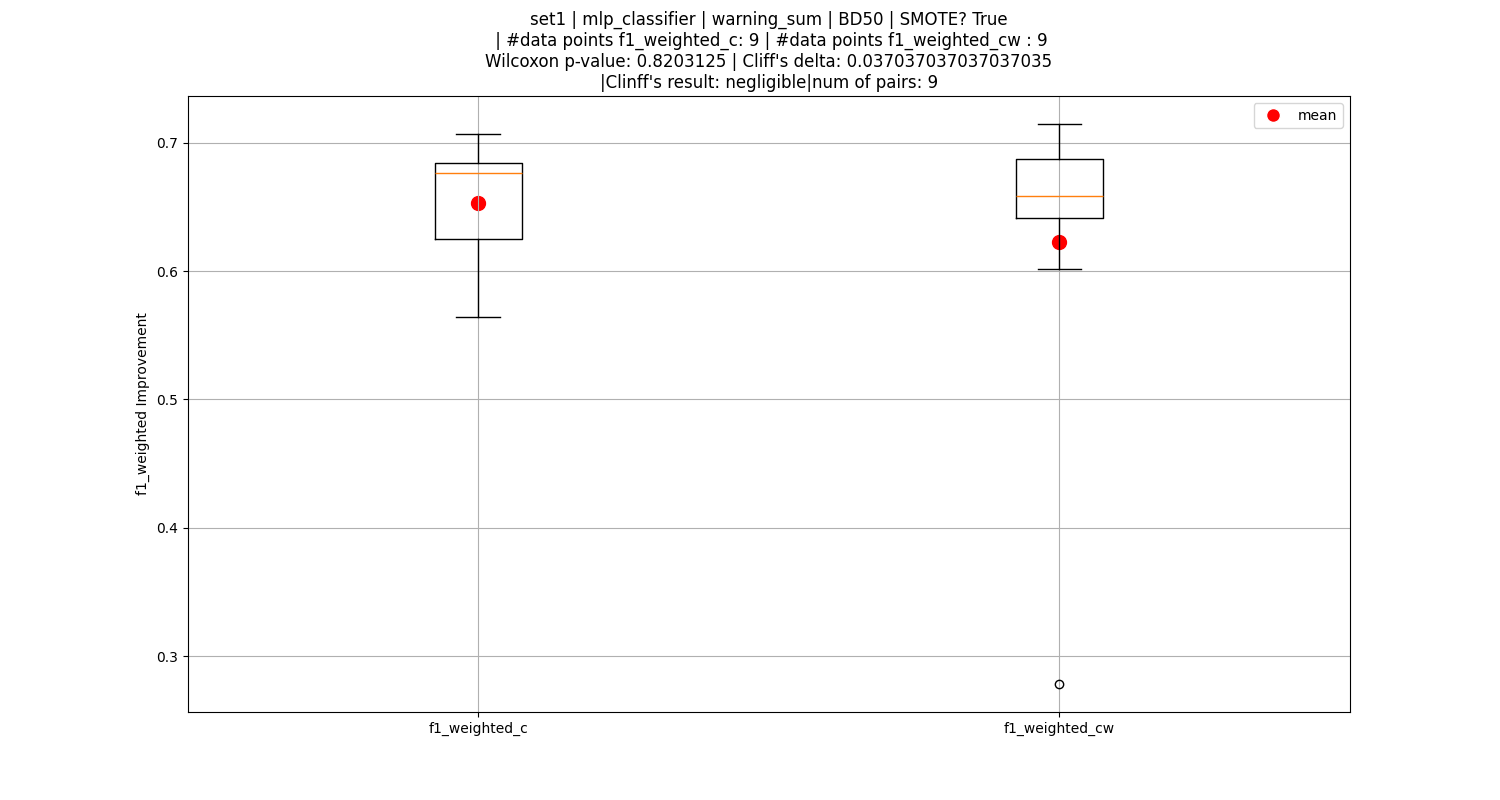 set1 | mlp_classifier | warning_sum | BD50 | SMOTE? True
| #data points f1_weighted_c: 9 | #data points f1_weighted_cw : 9
Wilcoxon p-value: 0.8203125 | Cliff's delta: 0.037037037037037035
|Clinff's result: negligible|num of pairs: 9
mean
0.7
0.6
0.5
0.4
0.3
f1_weighted Improvement
f1_weighted_c
f1_weighted_cw